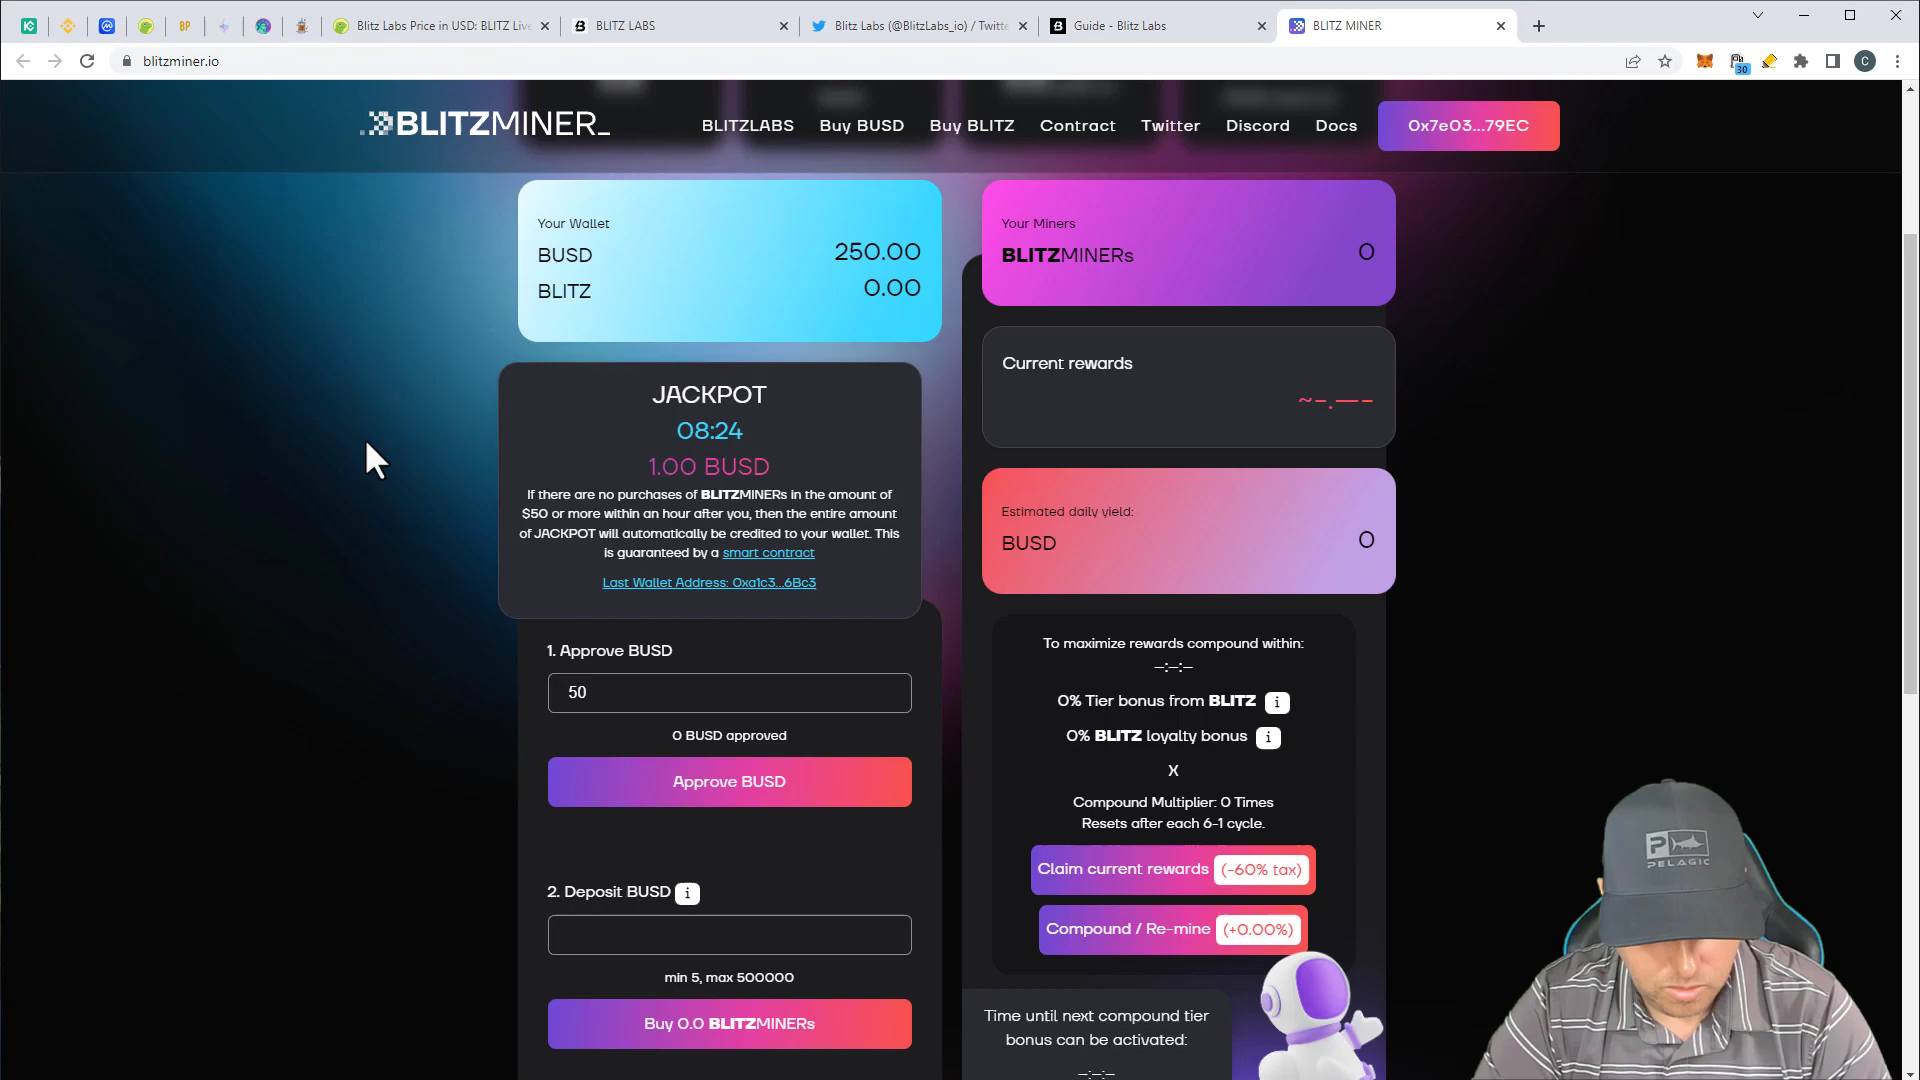 Blitz Labs Price in USD: BLITZ Live
BLITZ LABS
Blitz Labs (@BlitzLabs_io) / Twitte
Guide - Blitz Labs
BLITZ MINER
blitzminer.io
30
C
BLITZMINER_
BLITZLABS
Buy BUSD
Buy BLITZ
Contract
Twitter
Discord
Docs
0x7e03...79EC
Your Wallet
BUSD 250.00
BLITZ 0.00
JACKPOT
08:24
1.00 BUSD
If there are no purchases of BLITZMINERs in the amount of
$50 or more within an hour after you, then the entire amount
of JACKPOT will automatically be credited to your wallet. This
is guaranteed by a smart contract
Last Wallet Address: 0xa1c3...6Bc3
1. Approve BUSD
50
0 BUSD approved
Approve BUSD
2. Deposit BUSD i
min 5, max 500000
Buy 0.0 BLITZMINERs
Your Miners
BLITZMINERs 0
Current rewards
~-.--
Estimated daily yield:
BUSD 0
To maximize rewards compound within:
-:-:-
0% Tier bonus from BLITZ i
0% BLITZ loyalty bonus i
X
Compound Multiplier: 0 Times
Resets after each 6-1 cycle.
Claim current rewards (-60% tax)
Compound / Re-mine (+0.00%)
Time until next compound tier
bonus can be activated:
-:-:-
PELAGIC